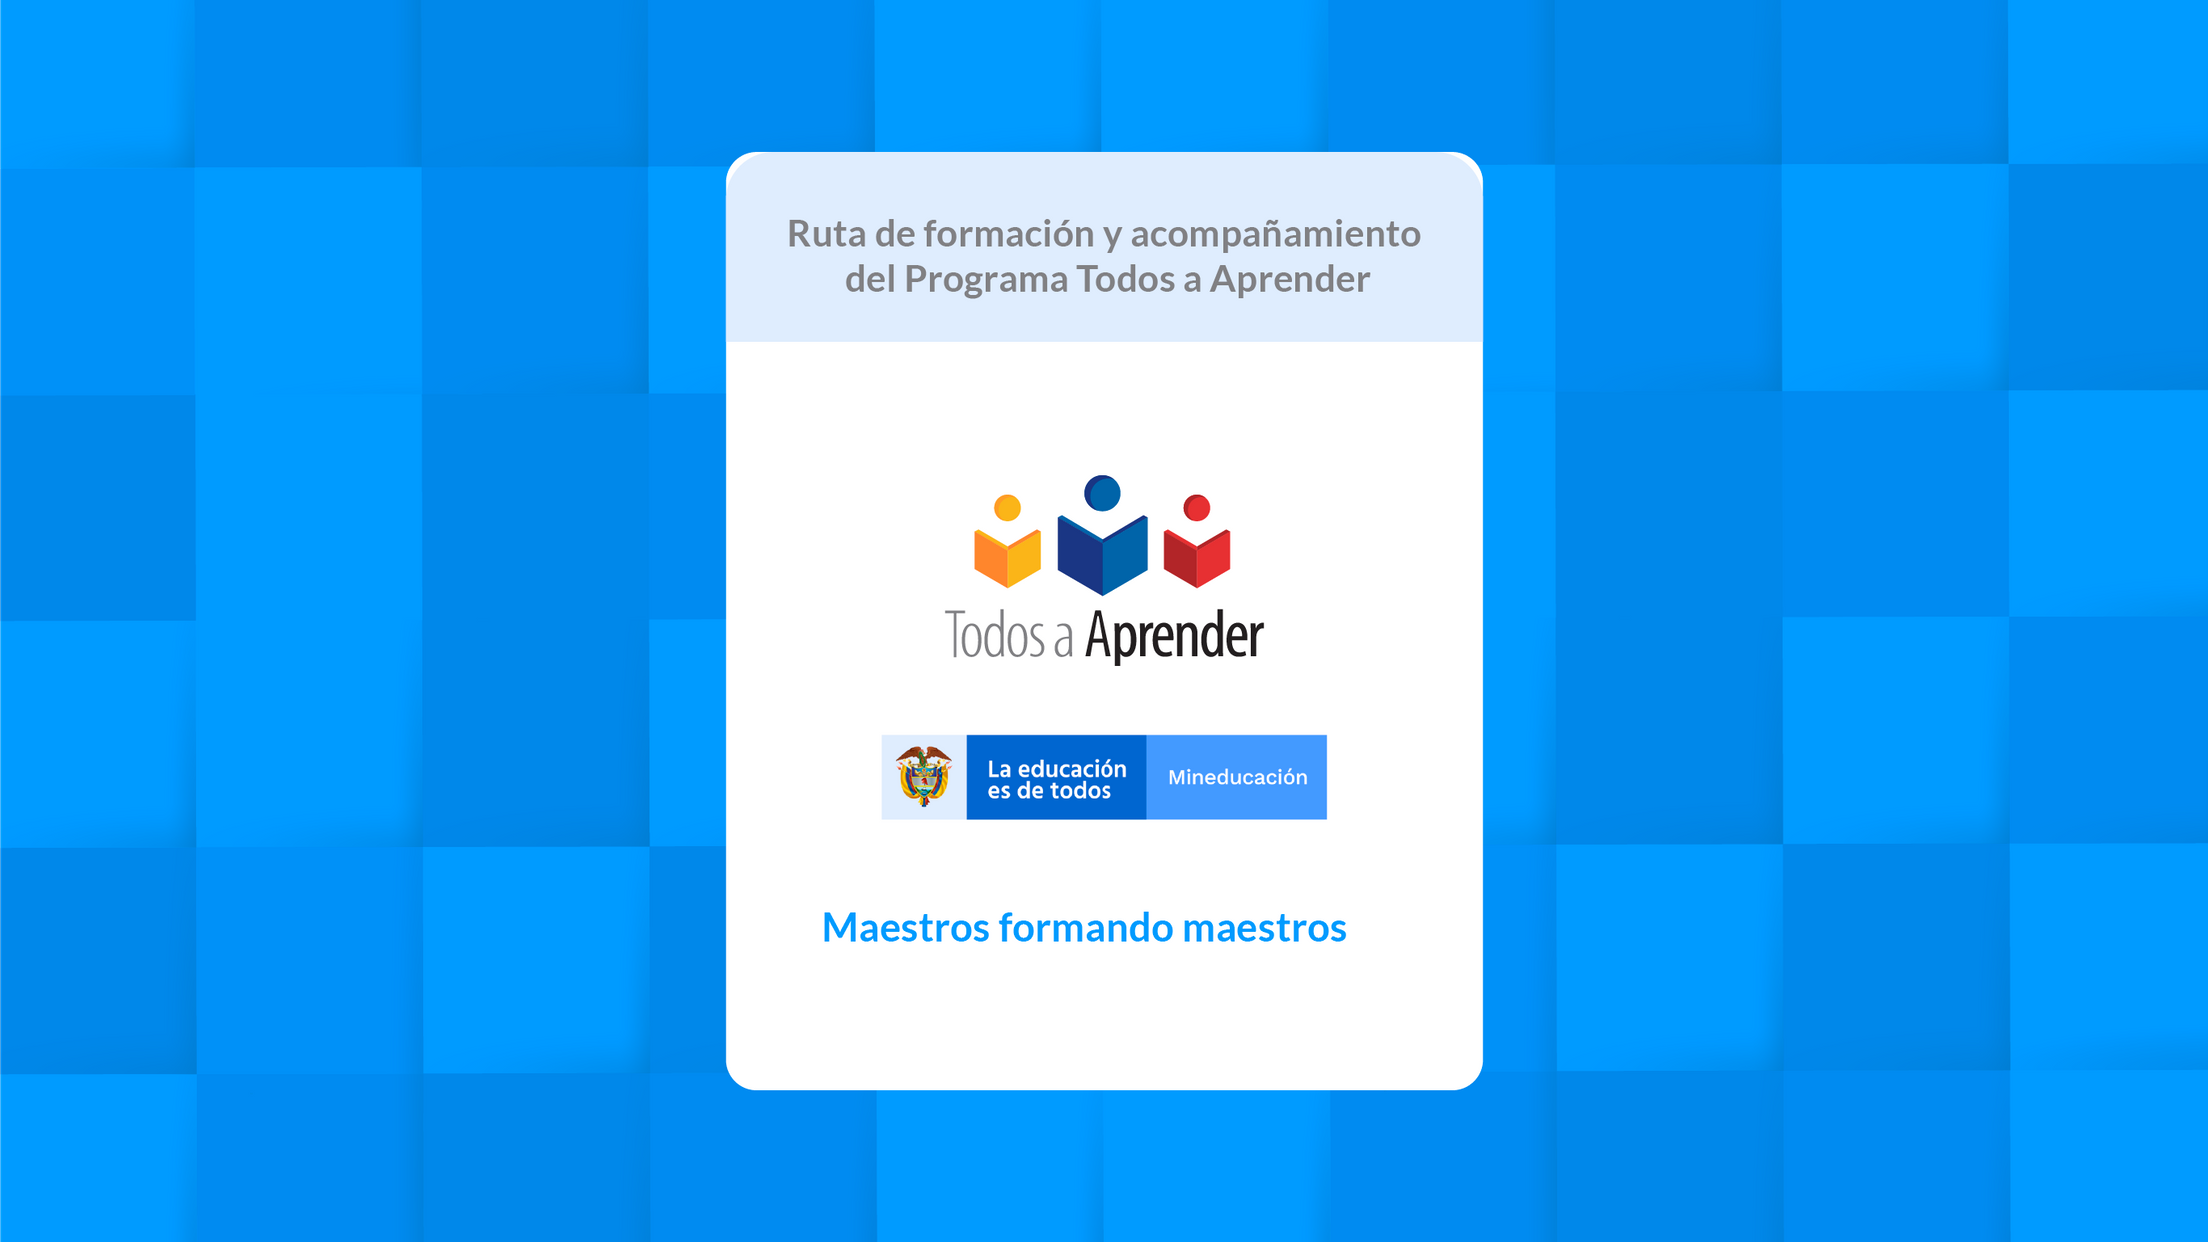 Ruta de formación y acompañamiento
del Programa Todos a Aprender
Todos a Aprender
La educación
es de todos
Mineducación
Maestros formando maestros